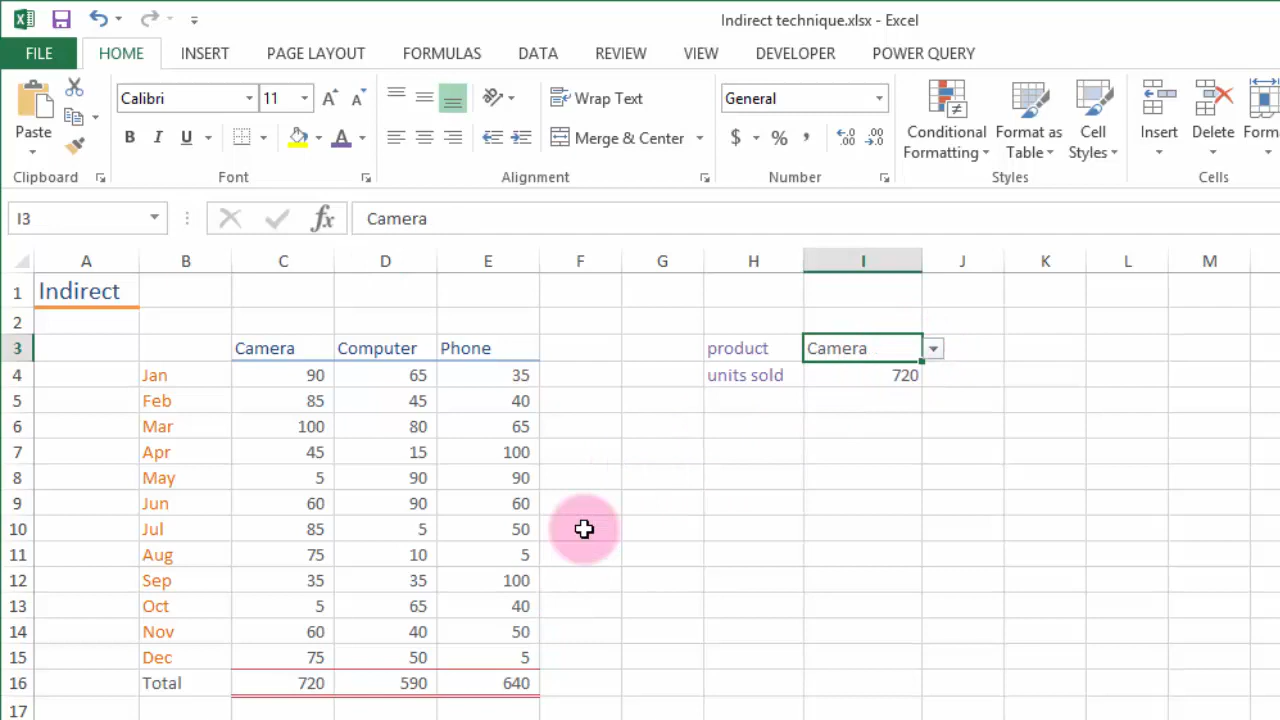 Indirect technique.xlsx - Excel
FILE HOME INSERT PAGE LAYOUT FORMULAS DATA REVIEW VIEW DEVELOPER POWER QUERY
Calibri 11 Wrap Text General
Paste B I U A Merge & Center $ % , Conditional Formatting Format as Table Cell Styles Insert Delete Form
Clipboard Font Alignment Number Styles Cells
I3 fx Camera
A B C D E F G H I J K L M
1 Indirect
2
3 Camera Computer Phone product Camera
4 Jan 90 65 35 units sold 720
5 Feb 85 45 40
6 Mar 100 80 65
7 Apr 45 15 100
8 May 5 90 90
9 Jun 60 90 60
10 Jul 85 5 50
11 Aug 75 10 5
12 Sep 35 35 100
13 Oct 5 65 40
14 Nov 60 40 50
15 Dec 75 50 5
16 Total 720 590 640
17